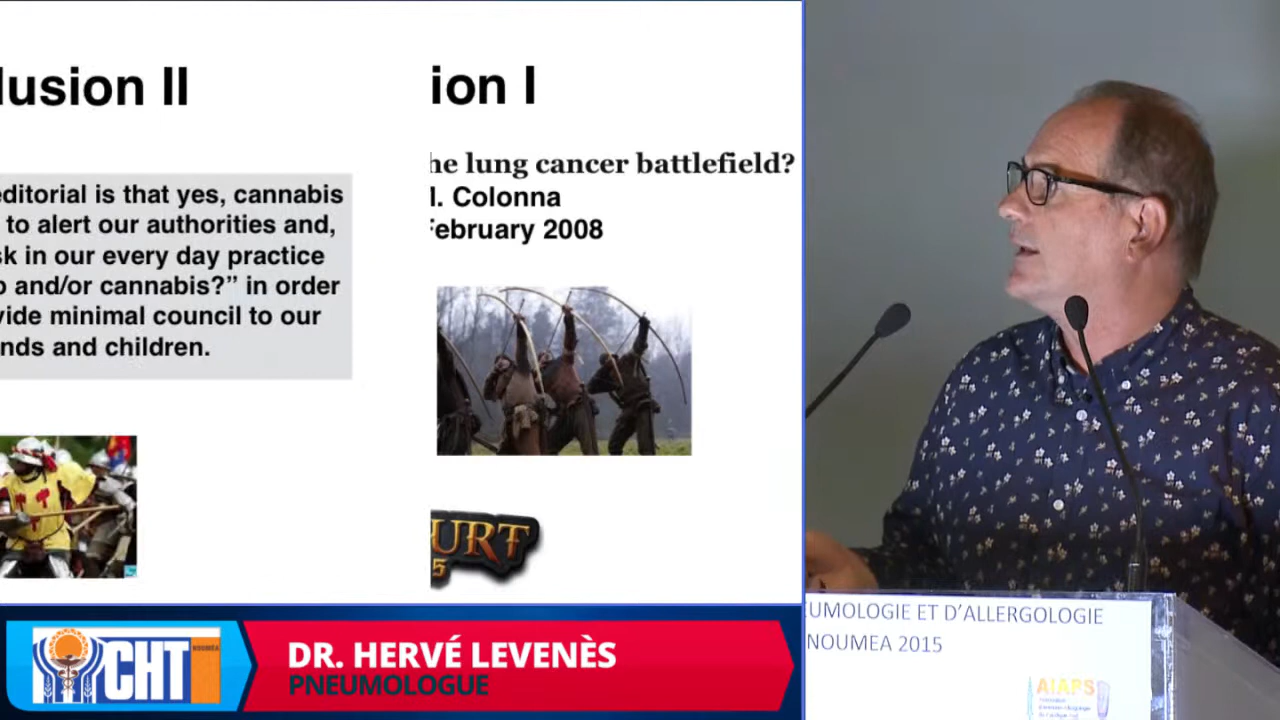 lusion II
editorial is that yes, cannabis
to alert our authorities and,
sk in our every day practice
o and/or cannabis?” in order
vide minimal council to our
nds and children.
ion I
he lung cancer battlefield?
I. Colonna
February 2008
URT
5
CHT
NOUMÉA
DR. HERVÉ LEVENÈS
PNEUMOLOGUE
EUMOLOGIE ET D’ALLERGOLOGIE
NOUMEA 2015
AIAPS